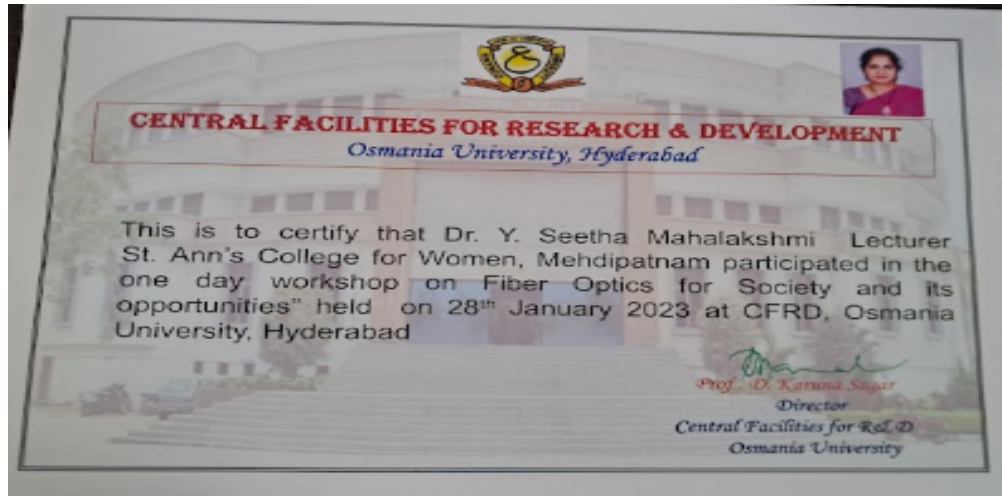 CENTRAL FACILITIES FOR RESEARCH & DEVELOPMENT
Osmania University, Hyderabad
This is to certify that Dr. Y. Seetha Mahalakshmi Lecturer
St. Ann's College for Women, Mehdipatnam participated in the
one day workshop on Fiber Optics for Society and its
opportunities" held on 28th January 2023 at CFRD, Osmania
University, Hyderabad
Prof. D. Karuna Sagar
Director
Central Facilities for R&D
Osmania University